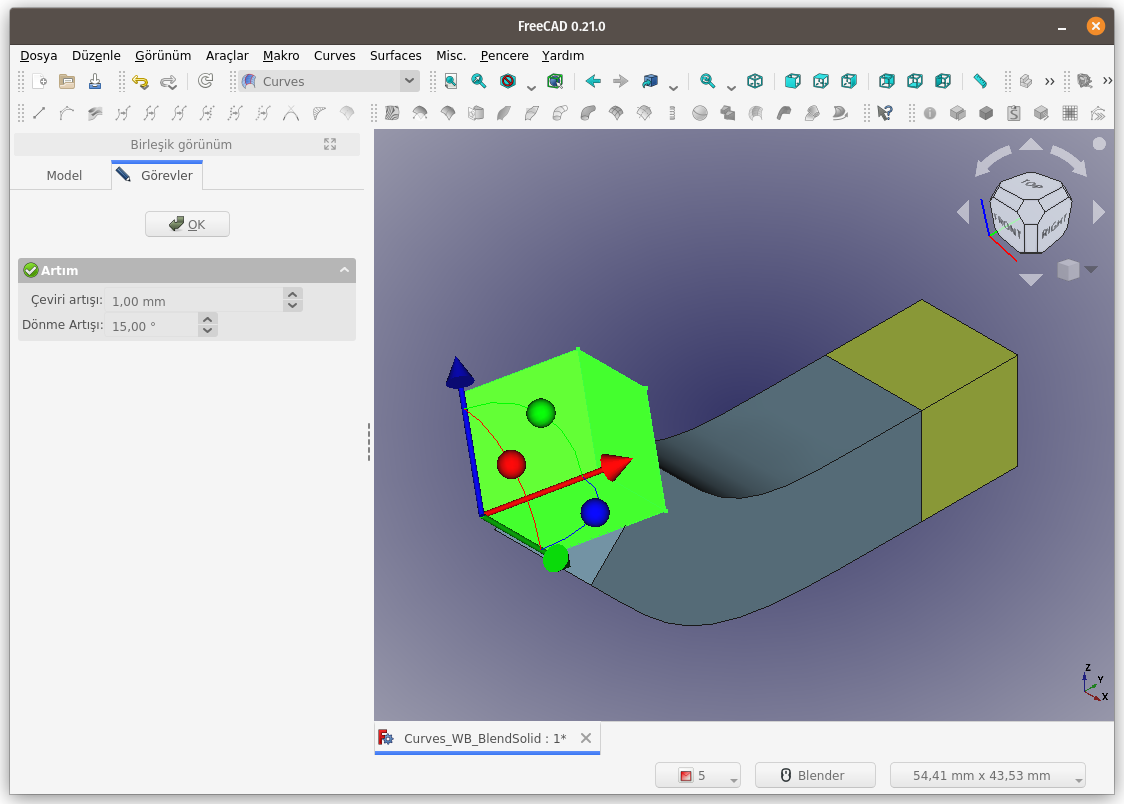 FreeCAD 0.21.0
Dosya Düzenle Görünüm Araçlar Makro Curves Surfaces Misc. Pencere Yardım
Curves
Birleşik görünüm
Model Görevler
OK
Artım
Çeviri artışı: 1,00 mm
Dönme Artışı: 15,00 °
TOP
FRONT RIGHT
Z
Y
X
Curves_WB_BlendSolid : 1*
5 Blender 54,41 mm x 43,53 mm